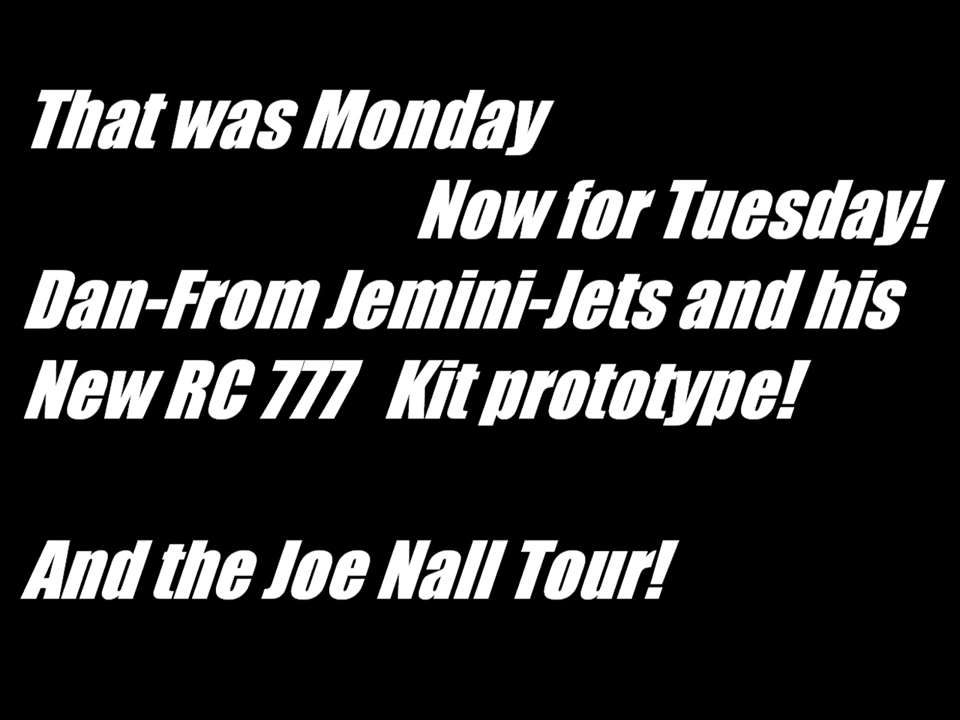 That was Monday
Now for Tuesday!
Dan-From Jemini-Jets and his
New RC 777 Kit prototype!
And the Joe Nall Tour!